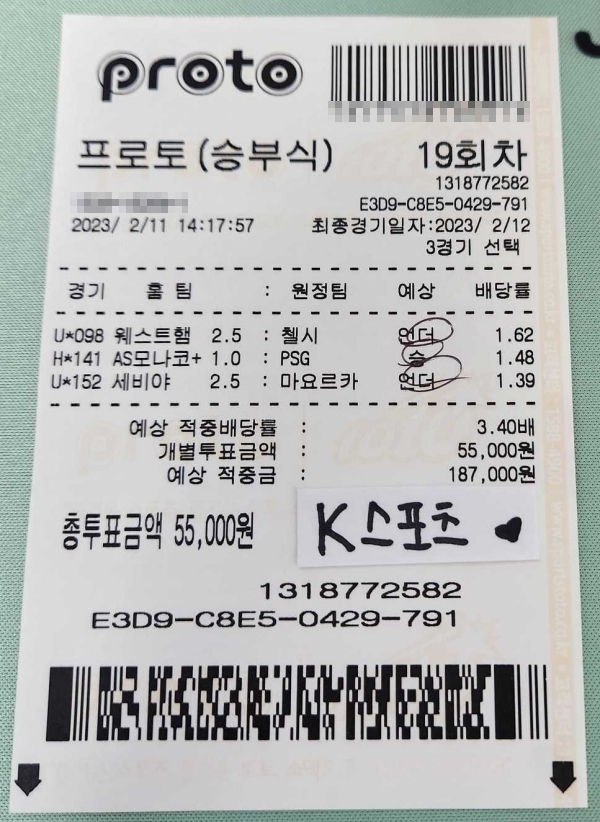 proto
프로토(승부식) 19회차
1318772582
E3D9-C8E5-0429-791
2023/ 2/11 14:17:57 최종경기일자:2023/ 2/12
3경기 선택
경기 홈 팀 : 원정팀 예상 배당률
U*098 웨스트햄 2.5 : 첼시 언더 1.62
H*141 AS모나코+ 1.0 : PSG 승 1.48
U*152 세비야 2.5 : 마요르카 언더 1.39
예상 적중배당률 : 3.40배
개별투표금액 : 55,000원
예상 적중금 : 187,000원
총투표금액 55,000원
K스포츠 ♥
1318772582
E3D9-C8E5-0429-791